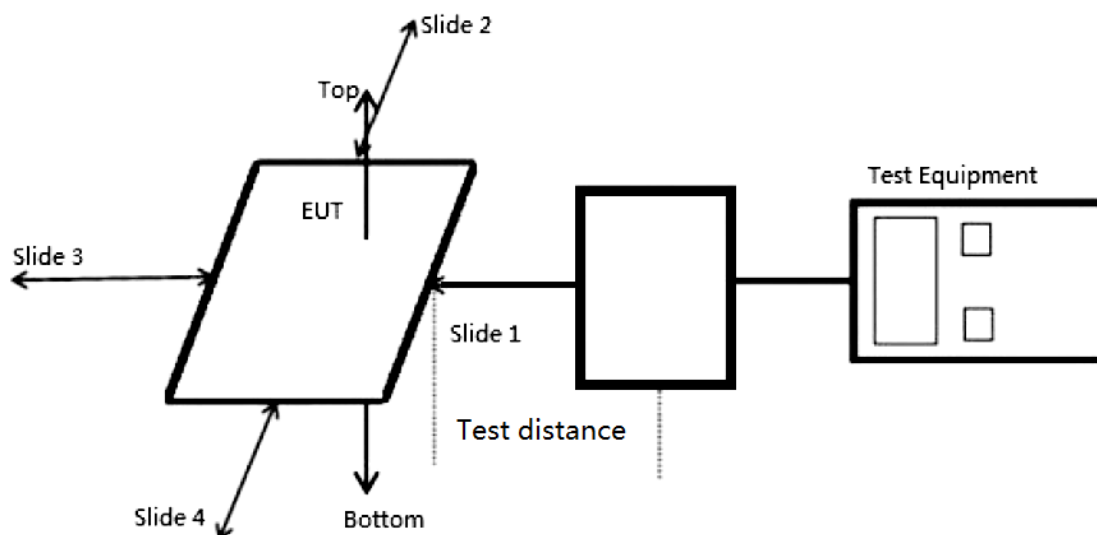 Slide 2
Top
Test Equipment
EUT
Slide 3
Slide 1
Test distance
Slide 4
Bottom